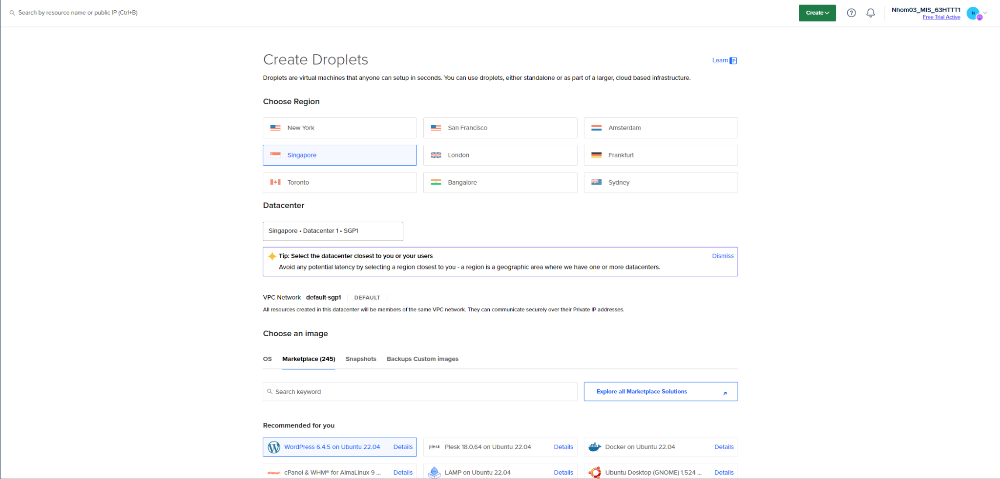 Search by resource name or public IP (Ctrl+B)
Create
Nhom03_MIS_63HTTT1
Free Trial Active
N
Create Droplets
Learn
Droplets are virtual machines that anyone can setup in seconds. You can use droplets, either standalone or as part of a larger, cloud based infrastructure.
Choose Region
New York
San Francisco
Amsterdam
Singapore
London
Frankfurt
Toronto
Bangalore
Sydney
Datacenter
Singapore • Datacenter 1 • SGP1
Tip: Select the datacenter closest to you or your users
Dismiss
Avoid any potential latency by selecting a region closest to you - a region is a geographic area where we have one or more datacenters.
VPC Network - default-sgp1 DEFAULT
All resources created in this datacenter will be members of the same VPC network. They can communicate securely over their Private IP addresses.
Choose an image
OS Marketplace (245) Snapshots Backups Custom images
Search keyword
Explore all Marketplace Solutions
Recommended for you
WordPress 6.4.5 on Ubuntu 22.04 Details
plesk Plesk 18.0.64 on Ubuntu 22.04 Details
Docker on Ubuntu 22.04 Details
cPanel cPanel & WHM® for AlmaLinux 9 ... Details
LAMP on Ubuntu 22.04 Details
Ubuntu Desktop (GNOME) 1.524 ... Details